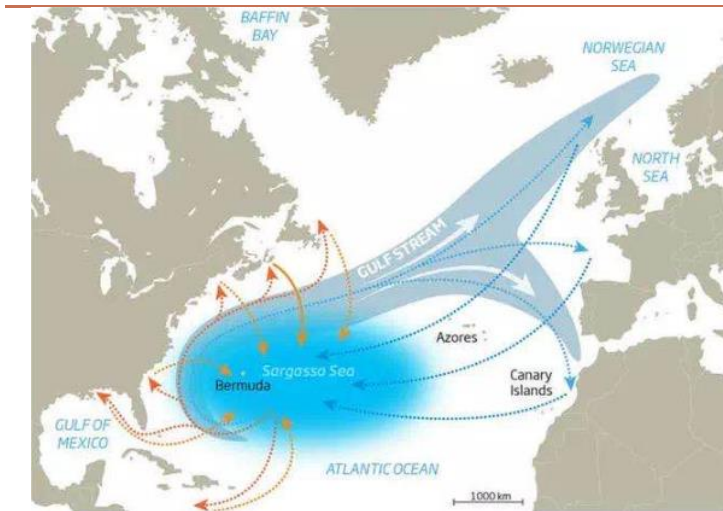 BAFFIN
BAY
NORWEGIAN
SEA
NORTH
SEA
GULF STREAM
Azores
Sargasso Sea
Bermuda
Canary
Islands
GULF OF
MEXICO
ATLANTIC OCEAN
1000 km